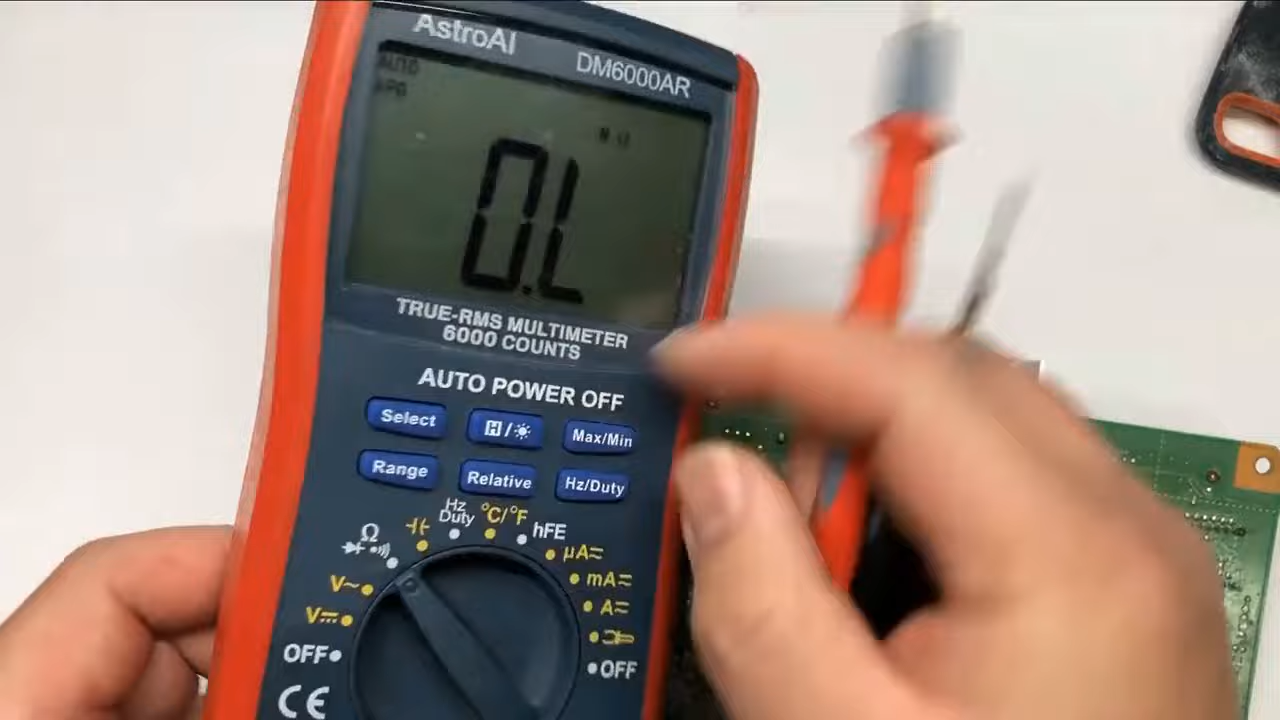 AstroAI
DM6000AR
AUTO
APO
0.L
TRUE-RMS MULTIMETER
6000 COUNTS
AUTO POWER OFF
Select
H/☀
Max/Min
Range
Relative
Hz/Duty
Hz
Duty
°C/°F
hFE
Ω
µA
mA
A
V~
V
OFF
OFF
CE